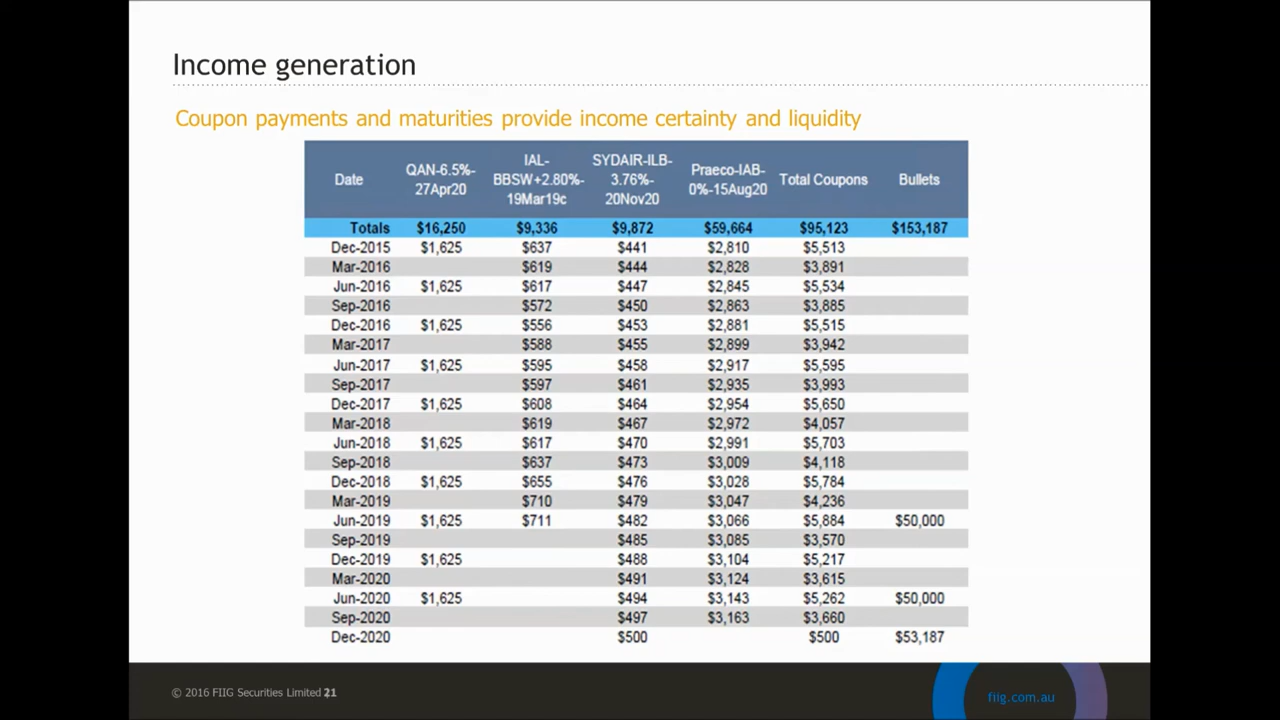 Income generation
Coupon payments and maturities provide income certainty and liquidity
Date QAN-6.5%-27Apr20 IAL-BBSW+2.80%-19Mar19c SYDAIR-ILB-3.76%-20Nov20 Praeco-IAB-0%-15Aug20 Total Coupons Bullets
Totals $16,250 $9,336 $9,872 $59,664 $95,123 $153,187
Dec-2015 $1,625 $637 $441 $2,810 $5,513
Mar-2016 $619 $444 $2,828 $3,891
Jun-2016 $1,625 $617 $447 $2,845 $5,534
Sep-2016 $572 $450 $2,863 $3,885
Dec-2016 $1,625 $556 $453 $2,881 $5,515
Mar-2017 $588 $455 $2,899 $3,942
Jun-2017 $1,625 $595 $458 $2,917 $5,595
Sep-2017 $597 $461 $2,935 $3,993
Dec-2017 $1,625 $608 $464 $2,954 $5,650
Mar-2018 $619 $467 $2,972 $4,057
Jun-2018 $1,625 $617 $470 $2,991 $5,703
Sep-2018 $637 $473 $3,009 $4,118
Dec-2018 $1,625 $655 $476 $3,028 $5,784
Mar-2019 $710 $479 $3,047 $4,236
Jun-2019 $1,625 $711 $482 $3,066 $5,884 $50,000
Sep-2019 $485 $3,085 $3,570
Dec-2019 $1,625 $488 $3,104 $5,217
Mar-2020 $491 $3,124 $3,615
Jun-2020 $1,625 $494 $3,143 $5,262 $50,000
Sep-2020 $497 $3,163 $3,660
Dec-2020 $500 $500 $53,187
© 2016 FIIG Securities Limited 21
fiig.com.au